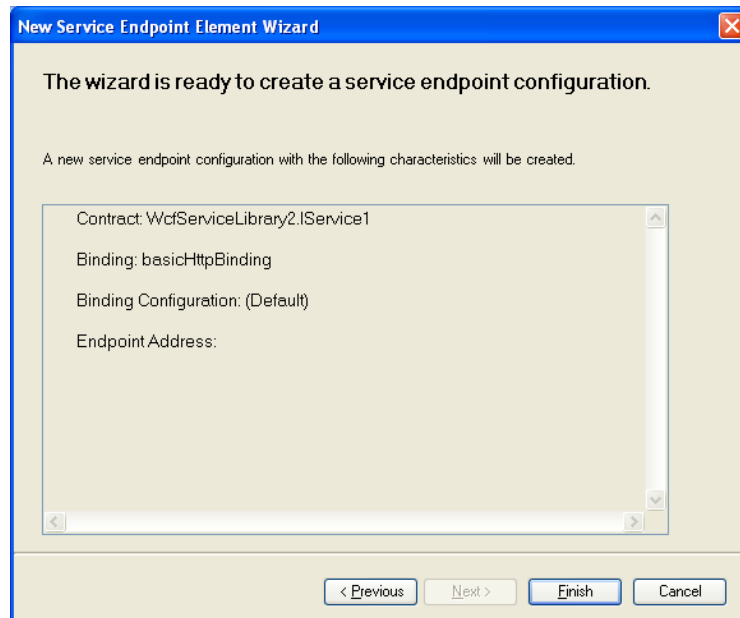 New Service Endpoint Element Wizard
The wizard is ready to create a service endpoint configuration.
A new service endpoint configuration with the following characteristics will be created.
Contract: WcfServiceLibrary2.IService1
Binding: basicHttpBinding
Binding Configuration: (Default)
Endpoint Address:
< Previous Next > Finish Cancel